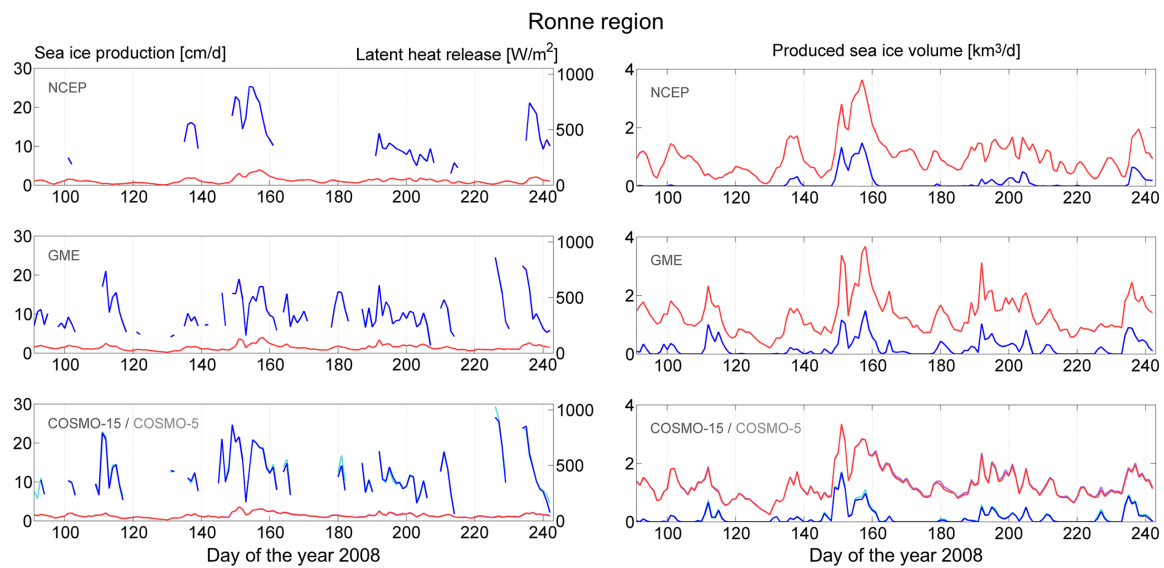 Ronne region
Sea ice production [cm/d] Latent heat release [W/m²] Produced sea ice volume [km³/d]
30 1000 4
NCEP NCEP
20
500 2
10
0 0 0
100 120 140 160 180 200 220 240 100 120 140 160 180 200 220 240
30 1000 4
GME GME
20
500 2
10
0 0 0
100 120 140 160 180 200 220 240 100 120 140 160 180 200 220 240
30 1000 4
COSMO-15 / COSMO-5 COSMO-15 / COSMO-5
20
500 2
10
0 0 0
100 120 140 160 180 200 220 240 100 120 140 160 180 200 220 240
Day of the year 2008 Day of the year 2008